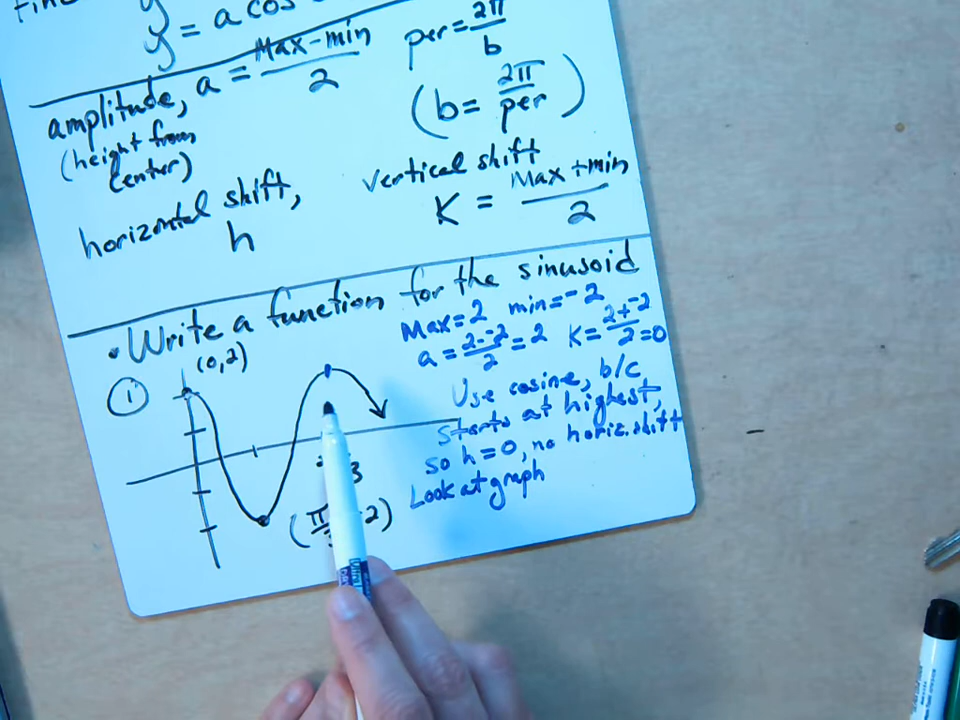 y = a cos
amplitude, a = Max-min / 2
per = 2π / b
(height from center)
(b = 2π / per)
horizontal shift, h
vertical shift
K = Max+min / 2
• Write a function for the sinusoid
Max=2 min=-2
a = 2--2 / 2 = 2 K = 2+-2 / 2 = 0
① (0,2)
Use cosine, b/c
starts at highest,
so h=0, no horiz. shift
Look at graph